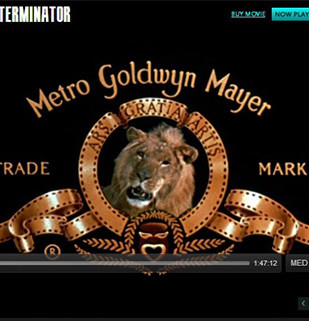 TERMINATOR
BUY MOVIE
NOW PLAY
Metro Goldwyn Mayer
ARS GRATIA ARTIS
TRADE
MARK
®
1:47:12
MED